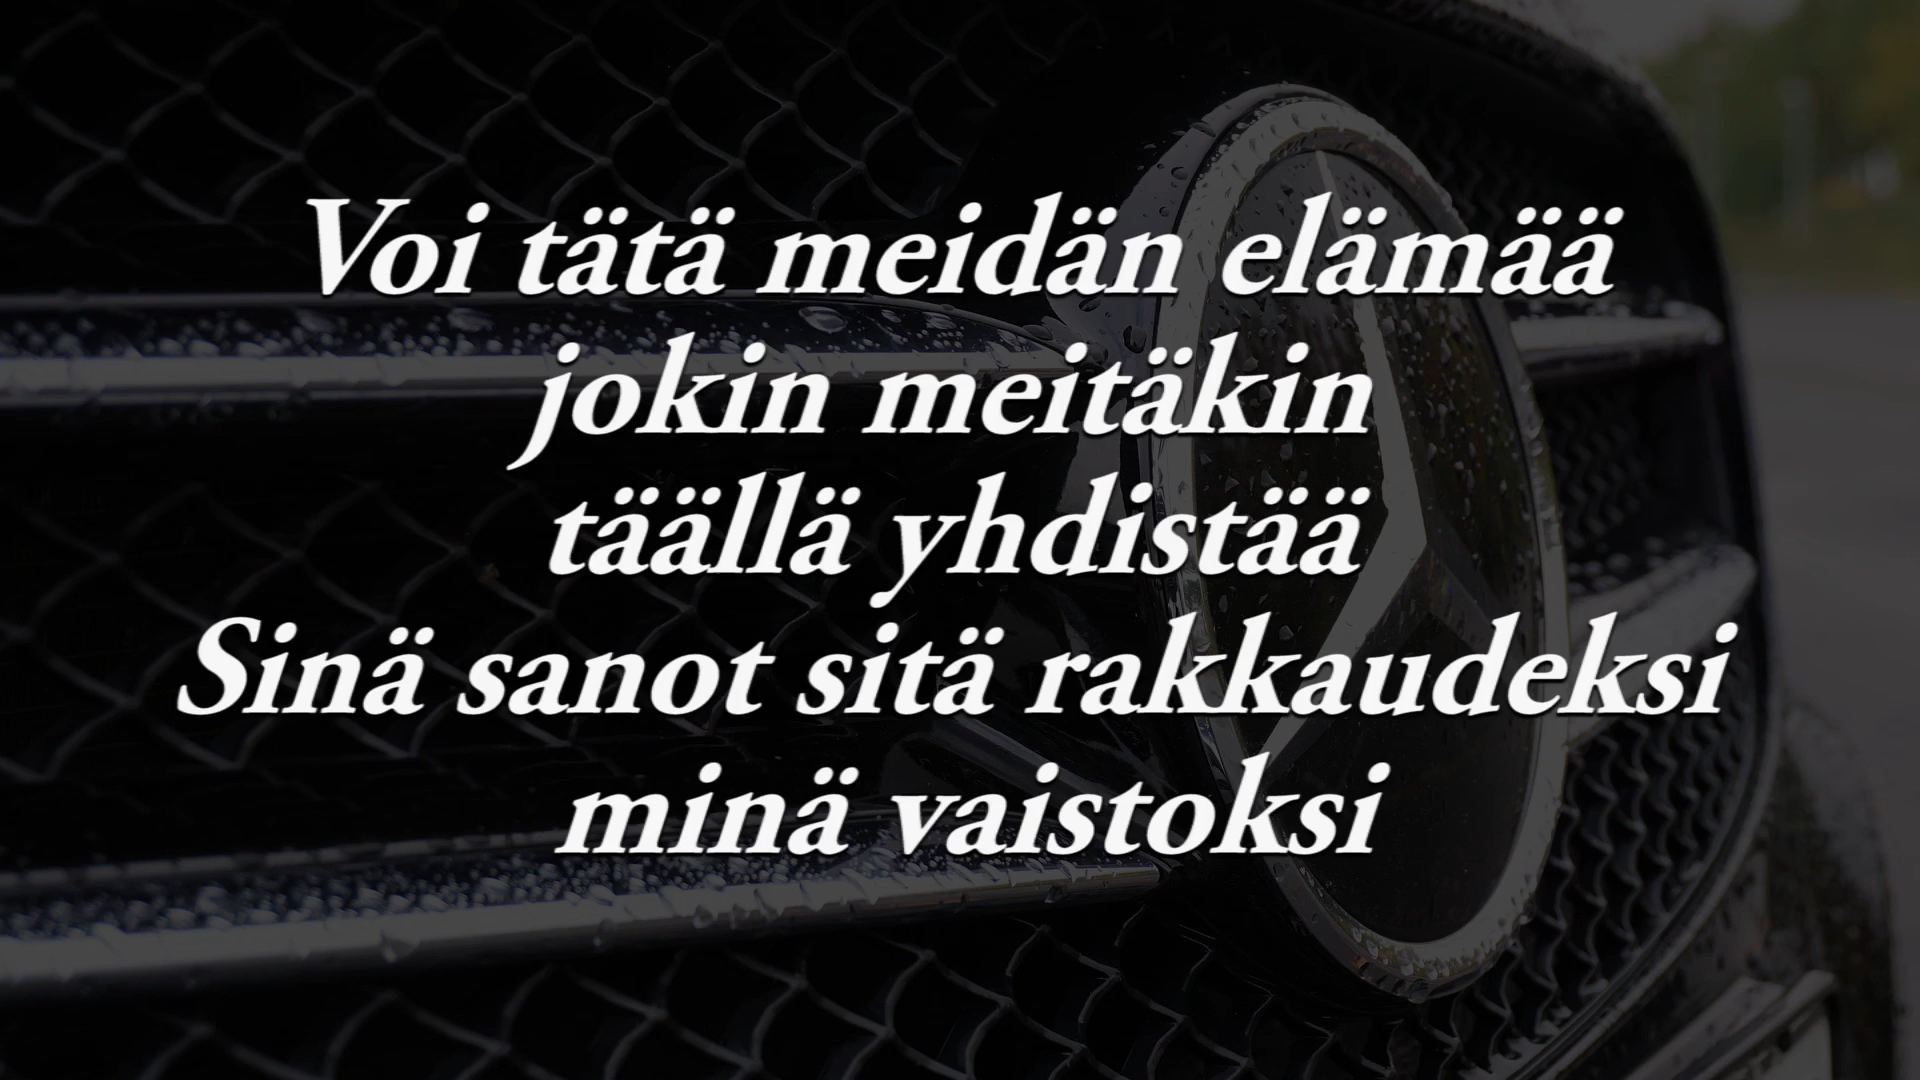 Voi tätä meidän elämää
jokin meitäkin
täällä yhdistää
Sinä sanot sitä rakkaudeksi
minä vaistoksi